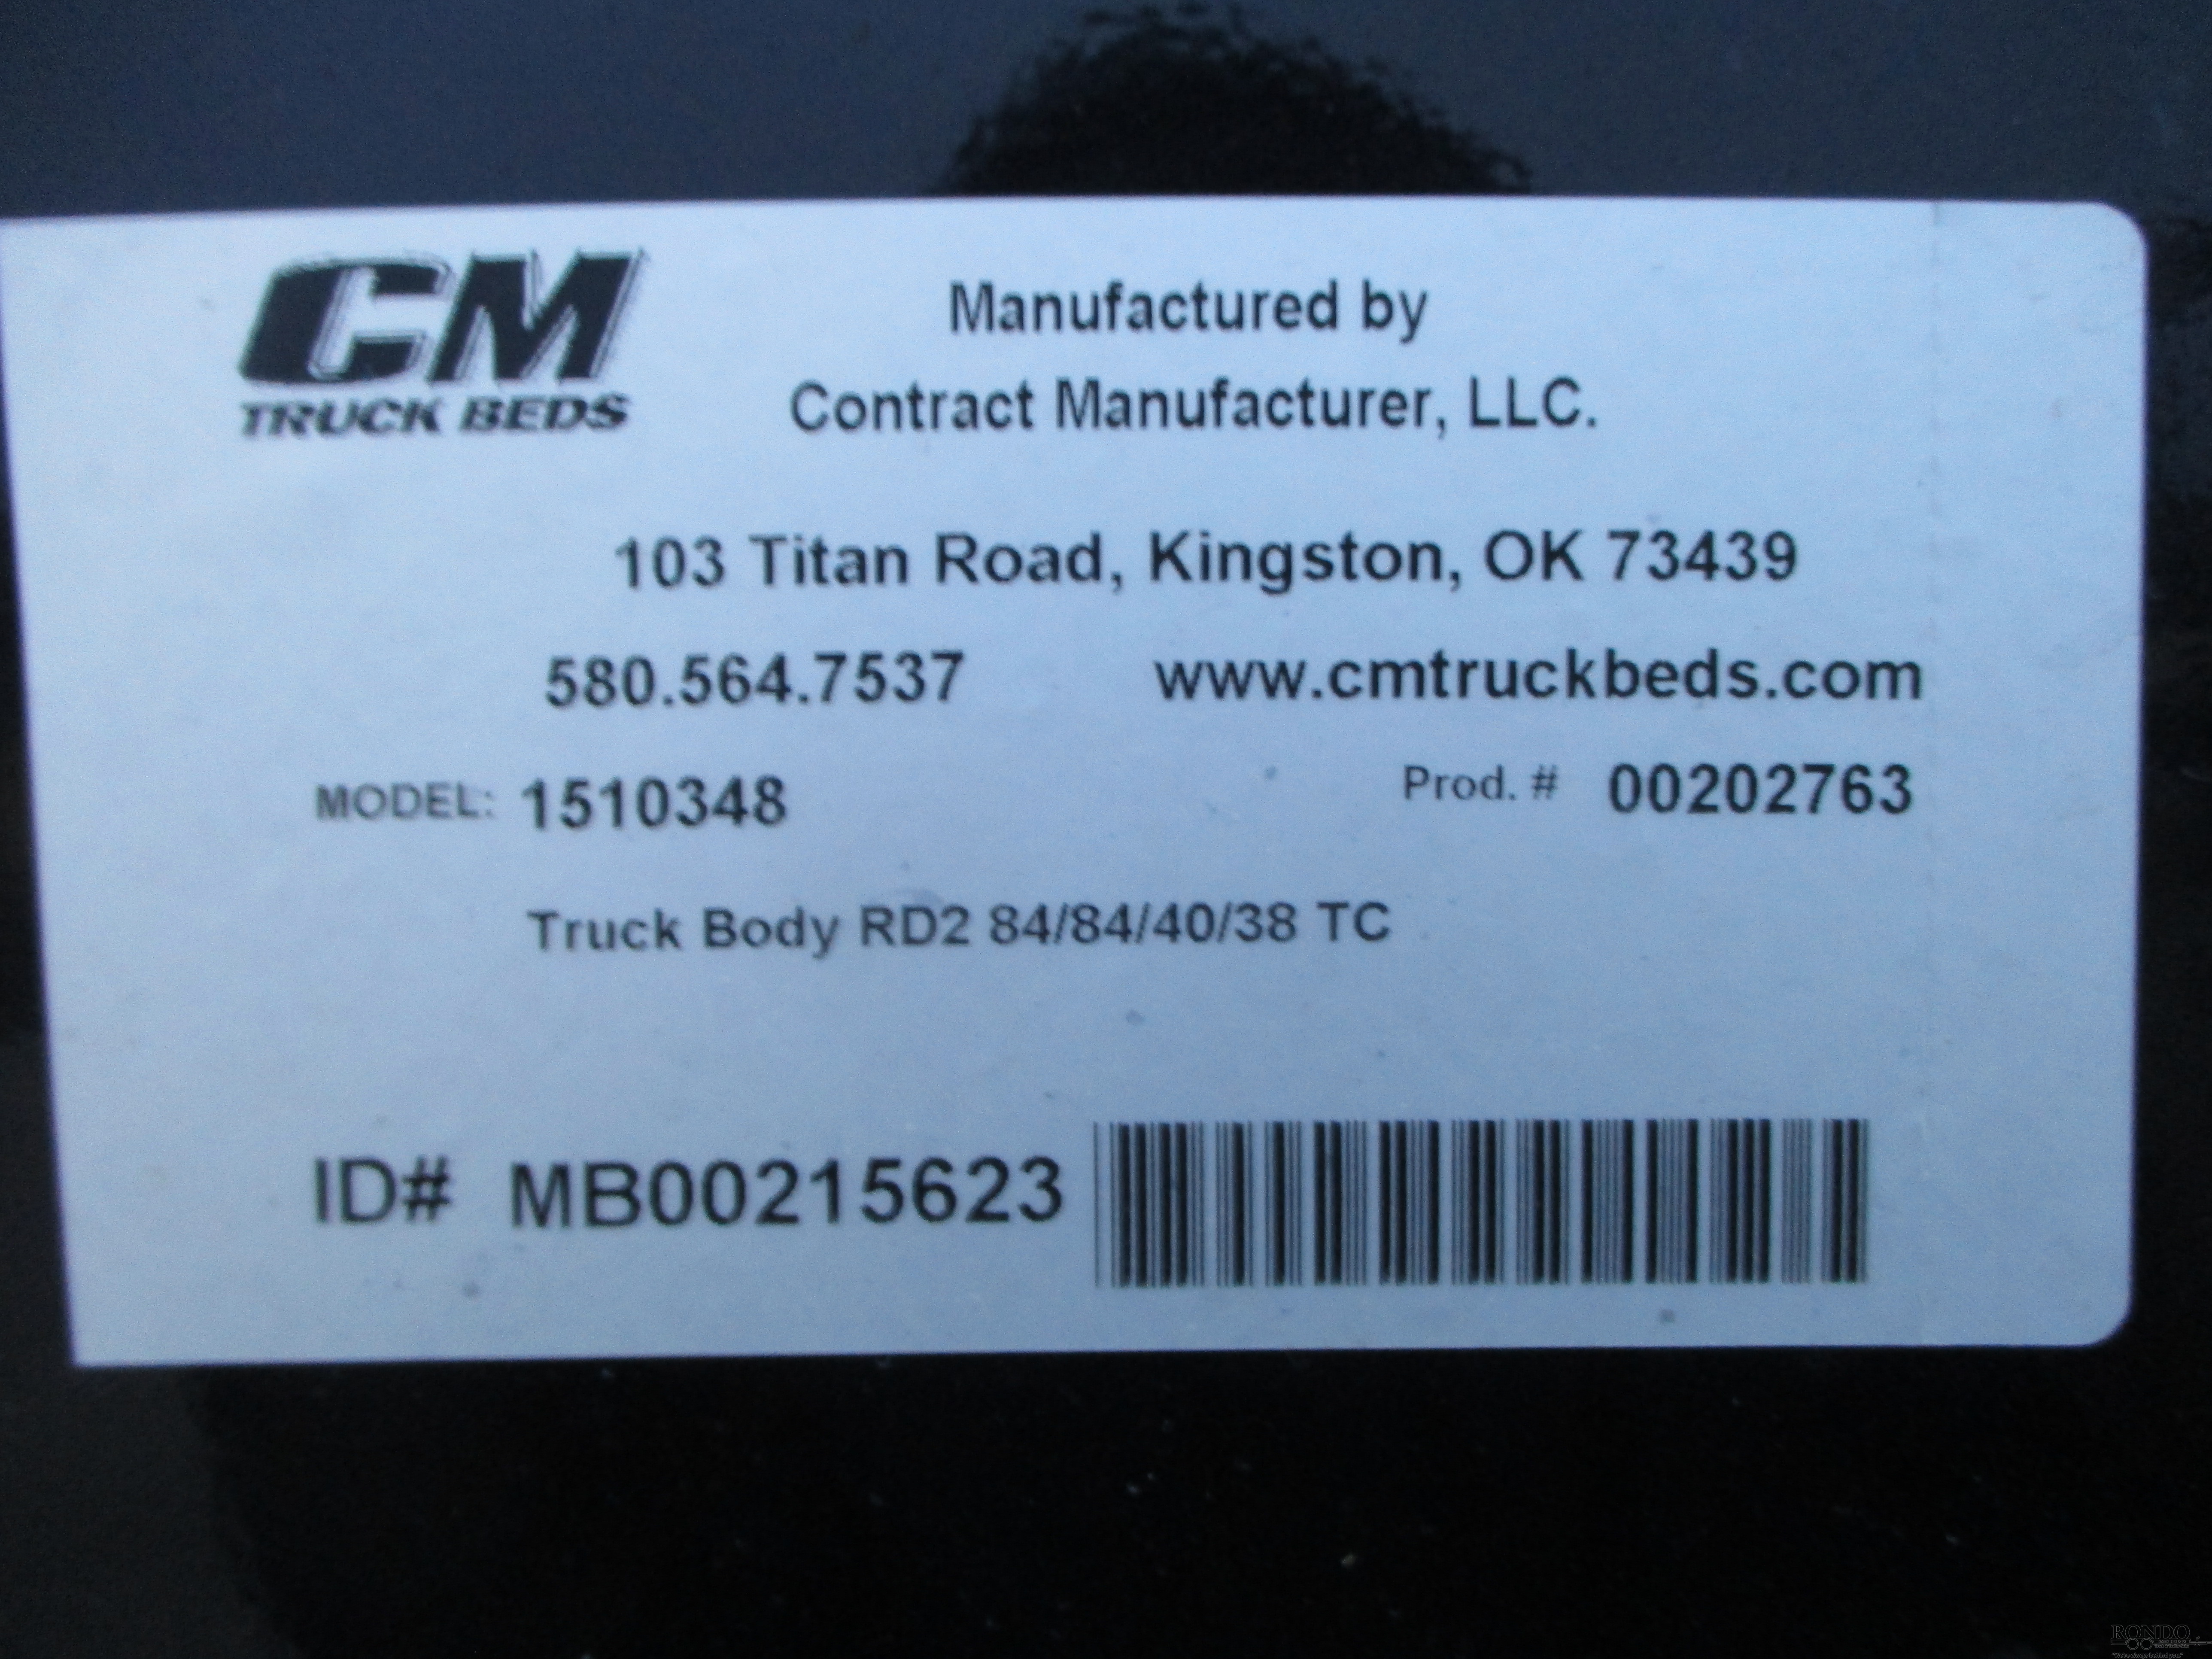 CM
TRUCK BEDS
Manufactured by
Contract Manufacturer, LLC.
103 Titan Road, Kingston, OK 73439
580.564.7537 www.cmtruckbeds.com
MODEL: 1510348 Prod. # 00202763
Truck Body RD2 84/84/40/38 TC
ID# MB00215623
RONDO